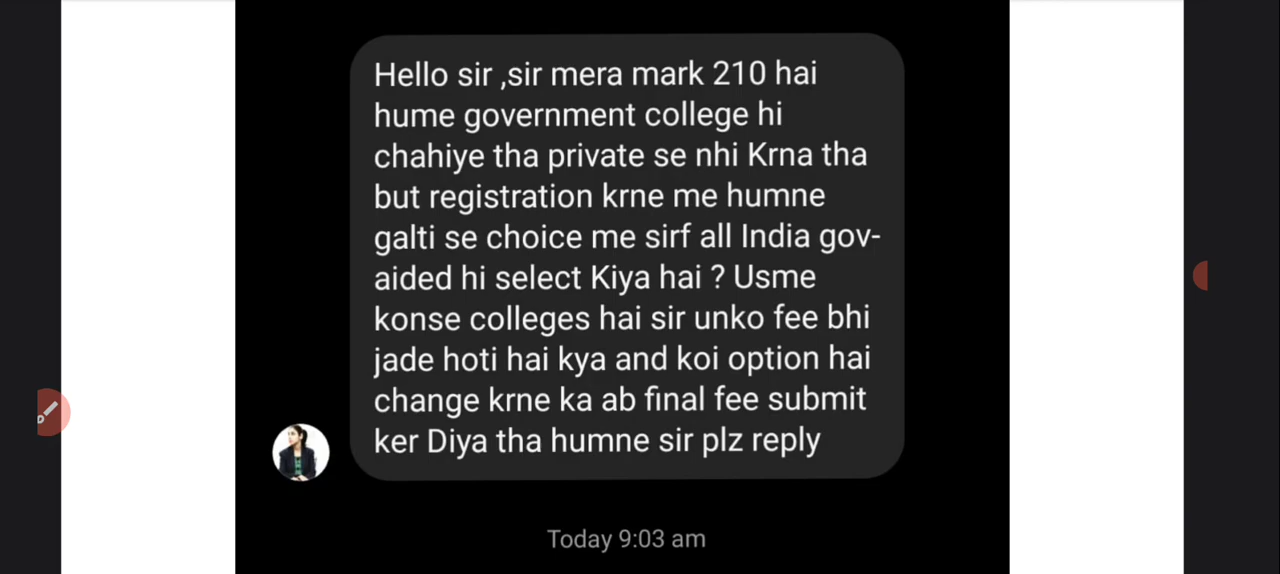 Hello sir ,sir mera mark 210 hai
hume government college hi
chahiye tha private se nhi Krna tha
but registration krne me humne
galti se choice me sirf all India gov-
aided hi select Kiya hai ? Usme
konse colleges hai sir unko fee bhi
jade hoti hai kya and koi option hai
change krne ka ab final fee submit
ker Diya tha humne sir plz reply
Today 9:03 am